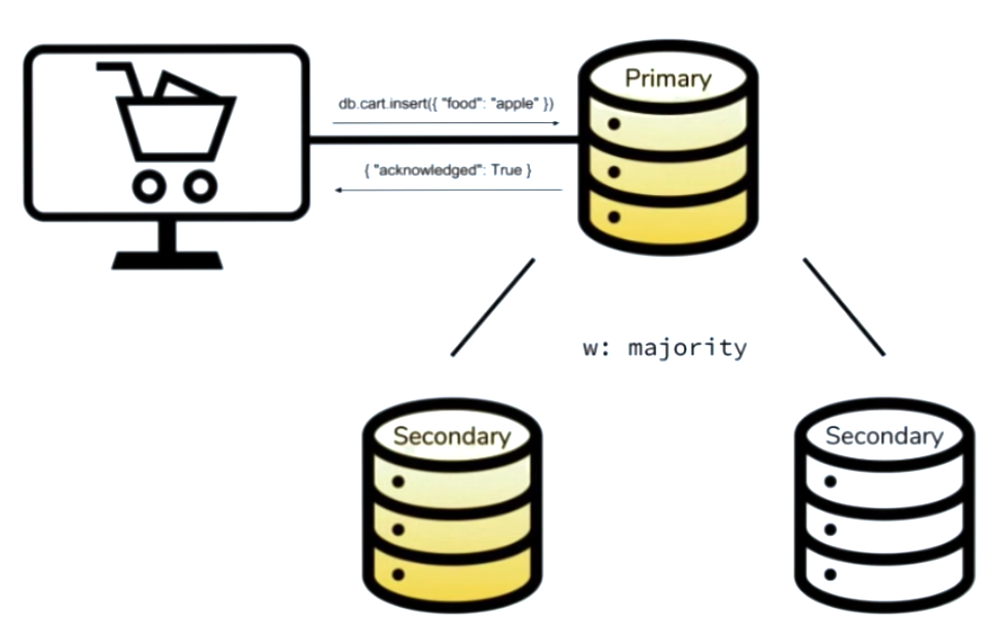 Primary
db.cart.insert({ "food": "apple" })
{ "acknowledged": True }
w: majority
Secondary
Secondary